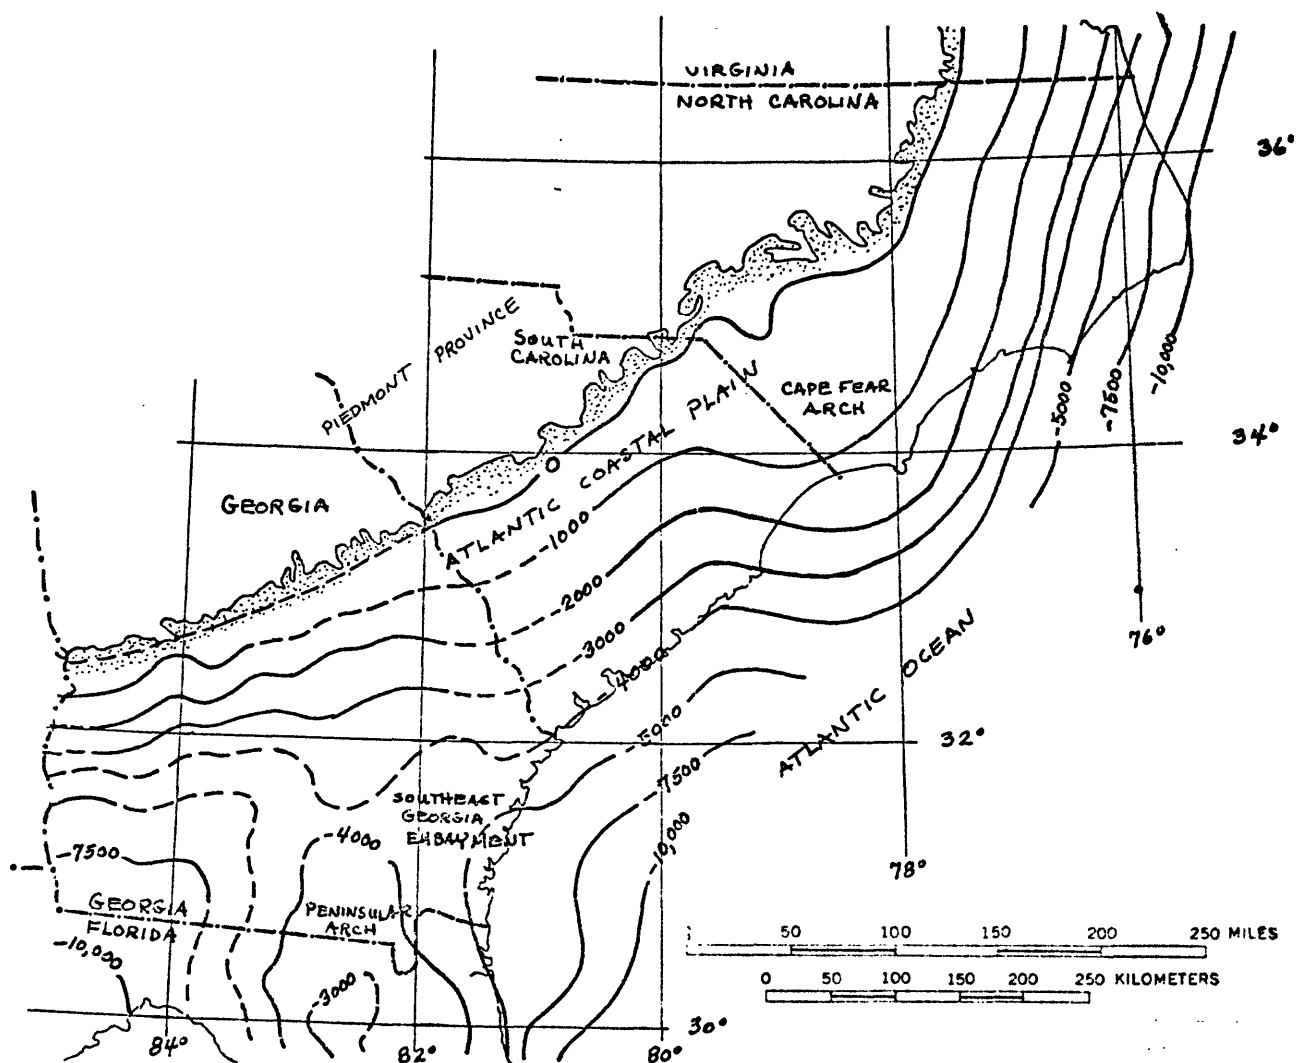 VIRGINIA
NORTH CAROLINA
36°
PIEDMONT PROVINCE
SOUTH
CAROLINA
CAPE FEAR
ARCH
-5000
-7500
-10,000
34°
GEORGIA
O
ATLANTIC COASTAL PLAIN
-1000
-2000
-3000
-4000
-5000
-7500
-10,000
76°
ATLANTIC OCEAN
32°
SOUTHEAST
GEORGIA
EMBAYMENT
-4000
-7500
78°
GEORGIA
FLORIDA
PENINSULAR
ARCH
-10,000
-3000
50 100 150 200 250 MILES
0 50 100 150 200 250 KILOMETERS
30°
84°
82°
80°